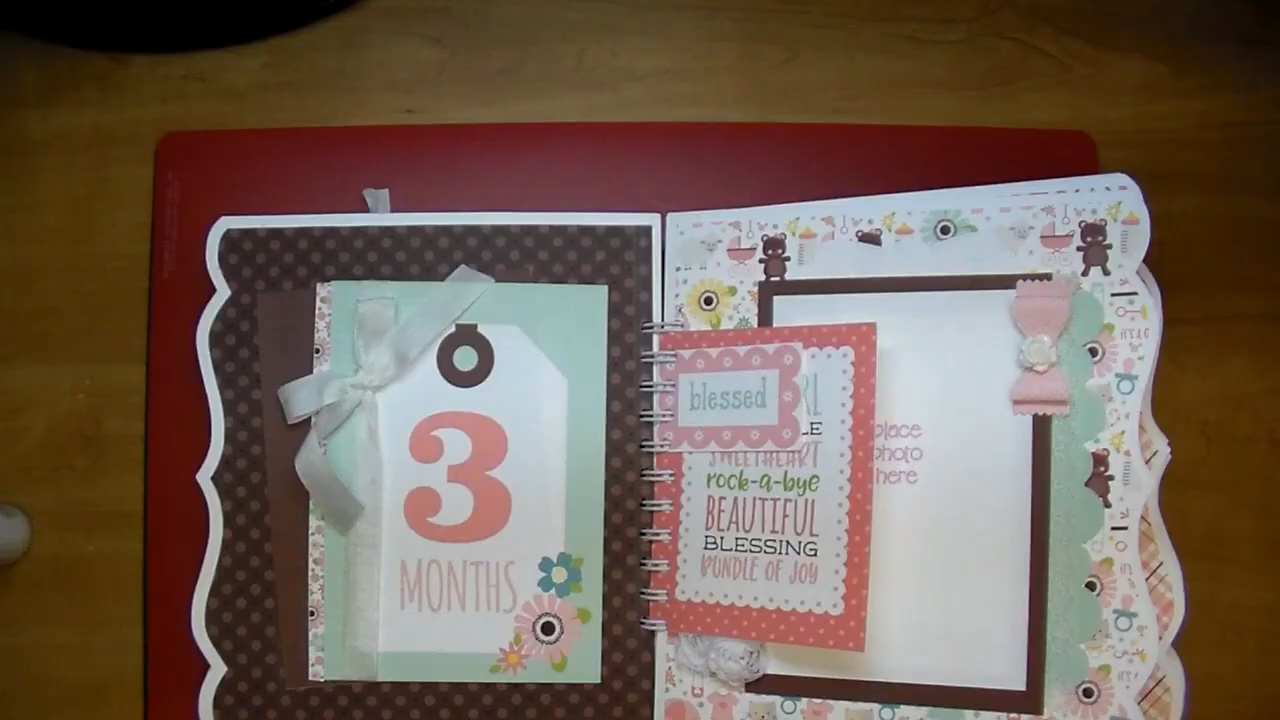 3
MONTHS
blessed
SWEETHEART
rock-a-bye
BEAUTIFUL
BLESSING
BUNDLE OF JOY
place
photo
here